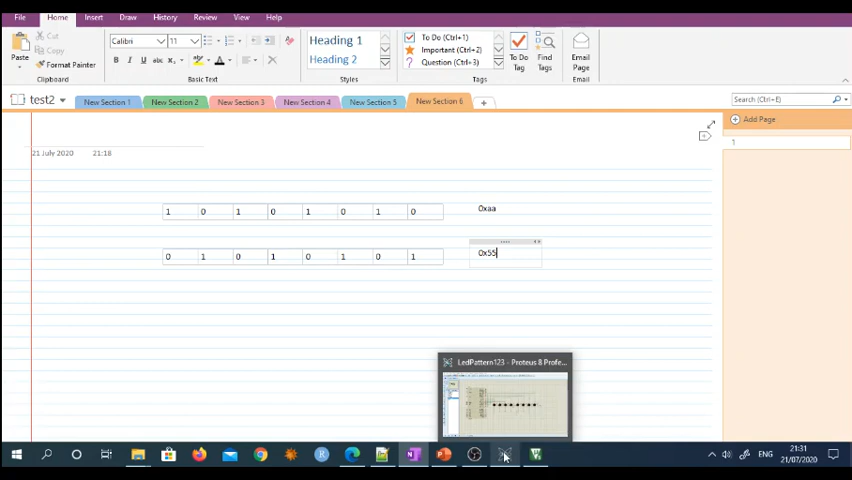 File Home Insert Draw History Review View Help
Paste
Cut
Copy
Format Painter
Clipboard
Calibri 11
B I U abc
Basic Text
Heading 1
Heading 2
Styles
To Do (Ctrl+1)
Important (Ctrl+2)
Question (Ctrl+3)
Tags
To Do Tag
Find Tags
Email Page
Email
test2 New Section 1 New Section 2 New Section 3 New Section 4 New Section 5 New Section 6 +
Search (Ctrl+E)
Add Page
1
21 July 2020 21:18
1 0 1 0 1 0 1 0 0xaa
0 1 0 1 0 1 0 1 0x55
LedPattern123 - Proteus 8 Profe...
ENG
21:31
21/07/2020